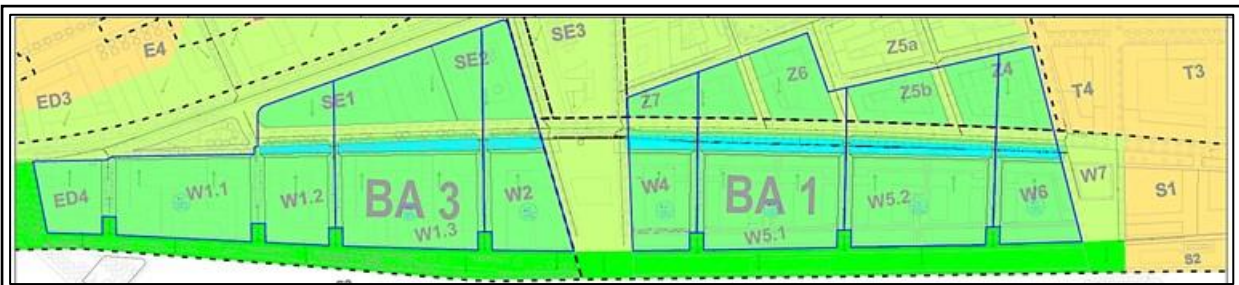 E4
SE3
Z5a
ED3
SE2
Z6
Z4
T3
SE1
Z7
Z5b
T4
ED4
W1.1
W1.2
BA 3
W1.3
W2
W4
BA 1
W5.1
W5.2
W6
W7
S1
S2